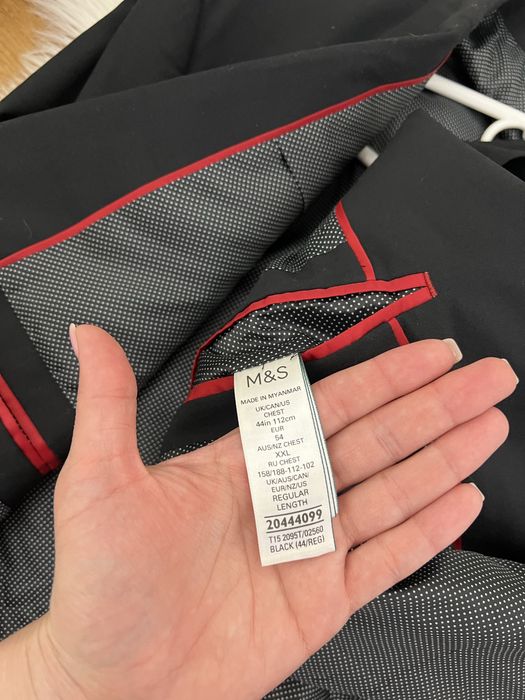 M&S
MADE IN MYANMAR
UK/CAN/US
CHEST
44in 112cm
EUR
54
AUS/NZ CHEST
XXL
RU CHEST
158/188-112-102
UK/AUS/CAN/
EUR/NZ/US
REGULAR
LENGTH
20444099
T15 2095T/02560
BLACK (44/REG)